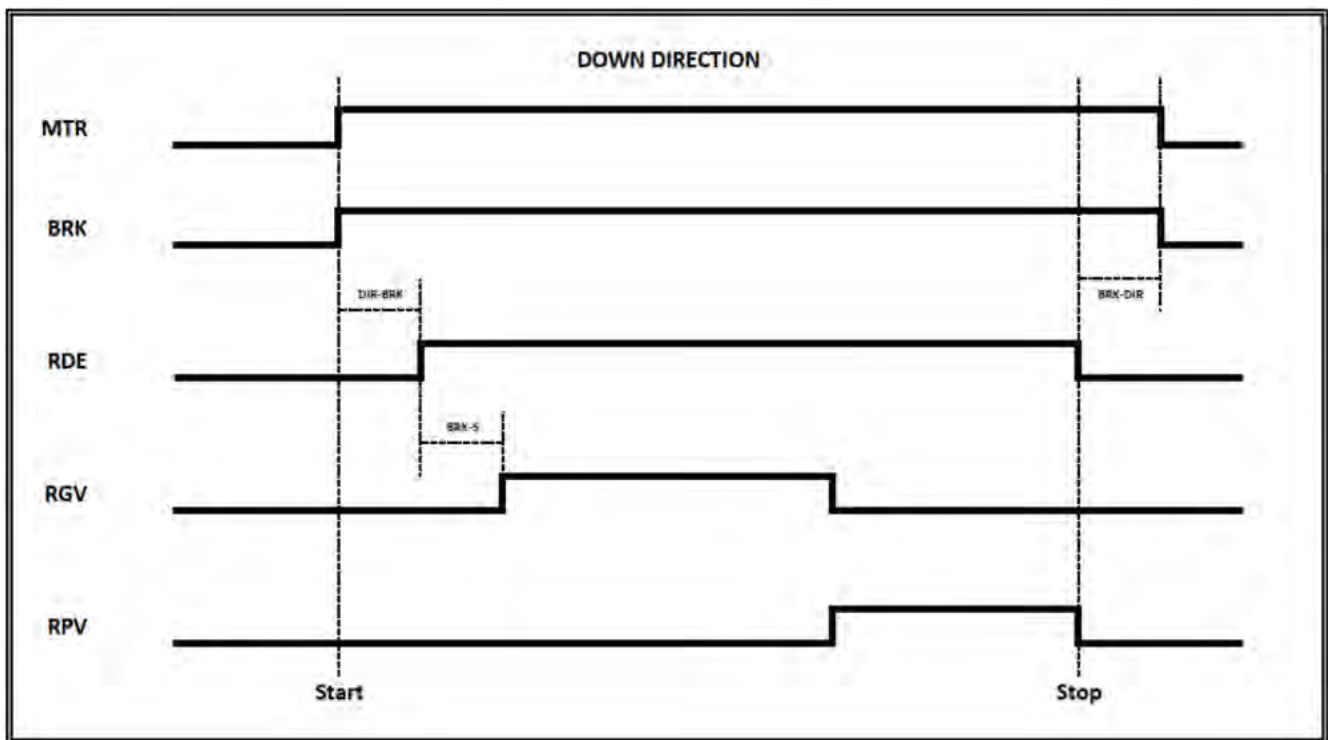 DOWN DIRECTION
MTR
BRK
DIR-BRK
BRK-DIR
RDE
BRK-S
RGV
RPV
Start
Stop